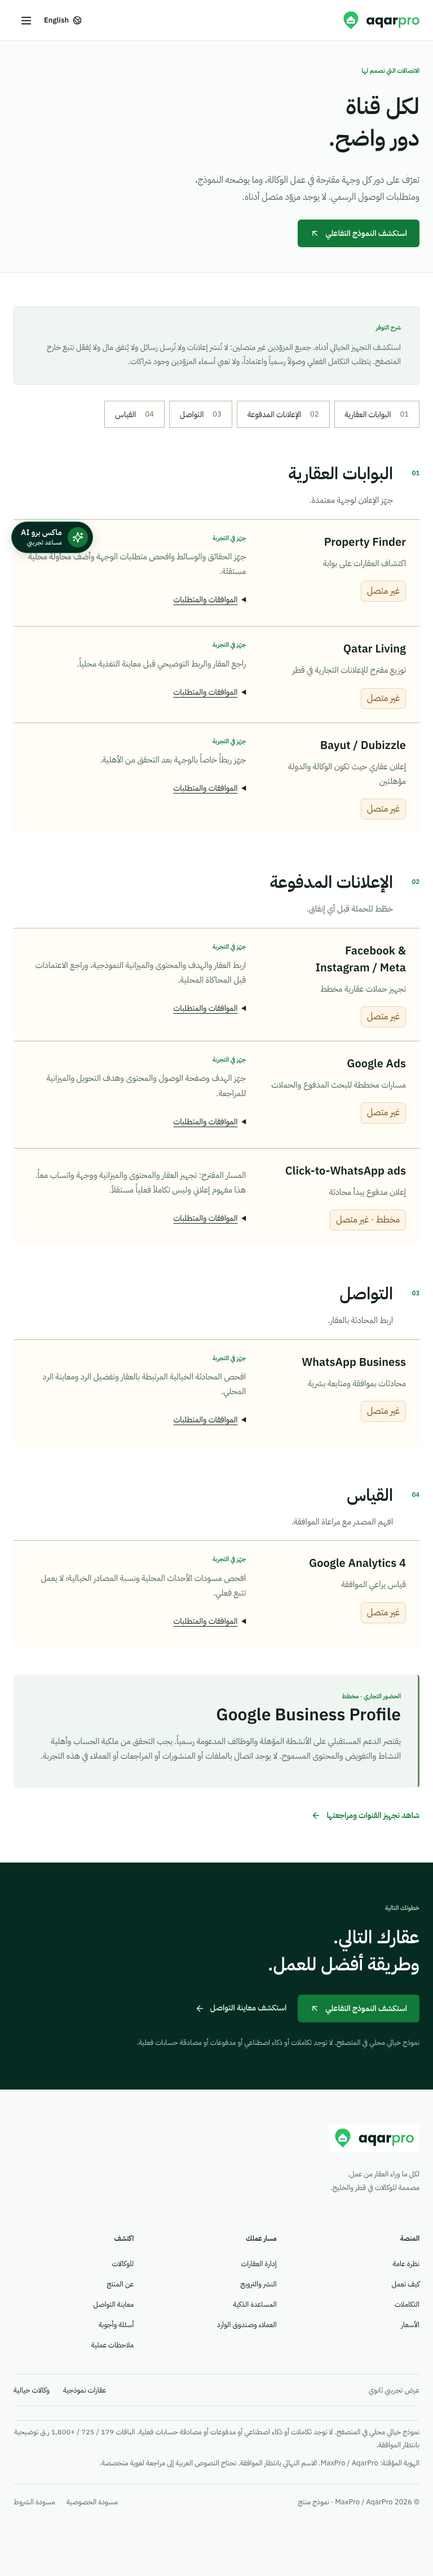 aqarpro
English
الاتصالات التي نصمم لها
لكل قناة
دور واضح.
تعرّف على دور كل وجهة مقترحة في عمل الوكالة، وما يوضحه النموذج،
ومتطلبات الوصول الرسمي. لا يوجد مزوّد متصل أدناه.
استكشف النموذج التفاعلي
شرح التوفر
استكشف التجهيز الخيالي أدناه. جميع المزوّدين غير متصلين: لا تُنشر إعلانات ولا تُرسل رسائل ولا يُنفق مال ولا يُفعّل تتبع خارج
المتصفح. يتطلب التكامل الفعلي وصولاً رسمياً واعتماداً، ولا تعني أسماء المزوّدين وجود شراكات.
01 البوابات العقارية
02 الإعلانات المدفوعة
03 التواصل
04 القياس
01
البوابات العقارية
جهّز الإعلان لوجهة معتمدة.
ماكس برو AI
مساعد تجريبي
Property Finder
اكتشاف العقارات على بوابة
غير متصل
جهّز في التجربة
جهّز الحقائق والوسائط وافحص متطلبات الوجهة وأضف محاولة محلية
مستقلة.
الموافقات والمتطلبات
Qatar Living
توزيع مقترح للإعلانات التجارية في قطر
غير متصل
جهّز في التجربة
راجع العقار والربط التوضيحي قبل معاينة التغذية محلياً.
الموافقات والمتطلبات
Bayut / Dubizzle
إعلان عقاري حيث تكون الوكالة والدولة
مؤهلتين
غير متصل
جهّز في التجربة
جهّز ربطاً خاصاً بالوجهة بعد التحقق من الأهلية.
الموافقات والمتطلبات
02
الإعلانات المدفوعة
خطّط للحملة قبل أي إنفاق.
Facebook &
Instagram / Meta
تجهيز حملات عقارية مخطط
غير متصل
جهّز في التجربة
اربط العقار والهدف والمحتوى والميزانية النموذجية، وراجع الاعتمادات
قبل المحاكاة المحلية.
الموافقات والمتطلبات
Google Ads
مسارات مخططة للبحث المدفوع والحملات
غير متصل
جهّز في التجربة
جهّز الهدف وصفحة الوصول والمحتوى وهدف التحويل والميزانية
للمراجعة.
الموافقات والمتطلبات
Click-to-WhatsApp ads
إعلان مدفوع يبدأ محادثة
مخطط · غير متصل
المسار المقترح: تجهيز العقار والمحتوى والميزانية ووجهة واتساب معاً.
هذا مفهوم إعلاني وليس تكاملاً فعلياً مستقلاً.
الموافقات والمتطلبات
03
التواصل
اربط المحادثة بالعقار.
WhatsApp Business
محادثات بموافقة ومتابعة بشرية
غير متصل
جهّز في التجربة
افحص المحادثة الخيالية المرتبطة بالعقار وتفضيل الرد ومعاينة الرد
المحلي.
الموافقات والمتطلبات
04
القياس
افهم المصدر مع مراعاة الموافقة.
Google Analytics 4
قياس يراعي الموافقة
غير متصل
جهّز في التجربة
افحص مسودات الأحداث المحلية ونسبة المصادر الخيالية؛ لا يعمل
تتبع فعلي.
الموافقات والمتطلبات
الحضور التجاري · مخطط
Google Business Profile
يقتصر الدعم المستقبلي على الأنشطة المؤهلة والوظائف المدعومة رسمياً. يجب التحقق من ملكية الحساب وأهلية
النشاط والتفويض والمحتوى المسموح. لا يوجد اتصال بالملفات أو المنشورات أو المراجعات أو العملاء في هذه التجربة.
شاهد تجهيز القنوات ومراجعتها
خطوتك التالية
عقارك التالي.
وطريقة أفضل للعمل.
استكشف النموذج التفاعلي
استكشف معاينة التواصل
نموذج خيالي محلي في المتصفح. لا توجد تكاملات أو ذكاء اصطناعي أو مدفوعات أو مصادقة حسابات فعلية.
aqarpro
لكل ما وراء العقار من عمل.
مصممة للوكالات في قطر والخليج.
المنصة
نظرة عامة
كيف تعمل
التكاملات
الأسعار
مسار عملك
إدارة العقارات
النشر والترويج
المساعدة الذكية
العملاء وصندوق الوارد
اكتشف
للوكالات
عن المنتج
معاينة التواصل
أسئلة وأجوبة
ملاحظات عملية
عرض تجريبي ثانوي
عقارات نموذجية
وكالات خيالية
نموذج خيالي محلي في المتصفح. لا توجد تكاملات أو ذكاء اصطناعي أو مدفوعات أو مصادقة حسابات فعلية. الباقات 179 / 725 / +1,800 ر.ق توضيحية
بانتظار الموافقة.
الهوية المؤقتة: MaxPro / AqarPro. الاسم النهائي بانتظار الموافقة. تحتاج النصوص العربية إلى مراجعة لغوية متخصصة.
© 2026 MaxPro / AqarPro · نموذج منتج
مسودة الخصوصية
مسودة الشروط